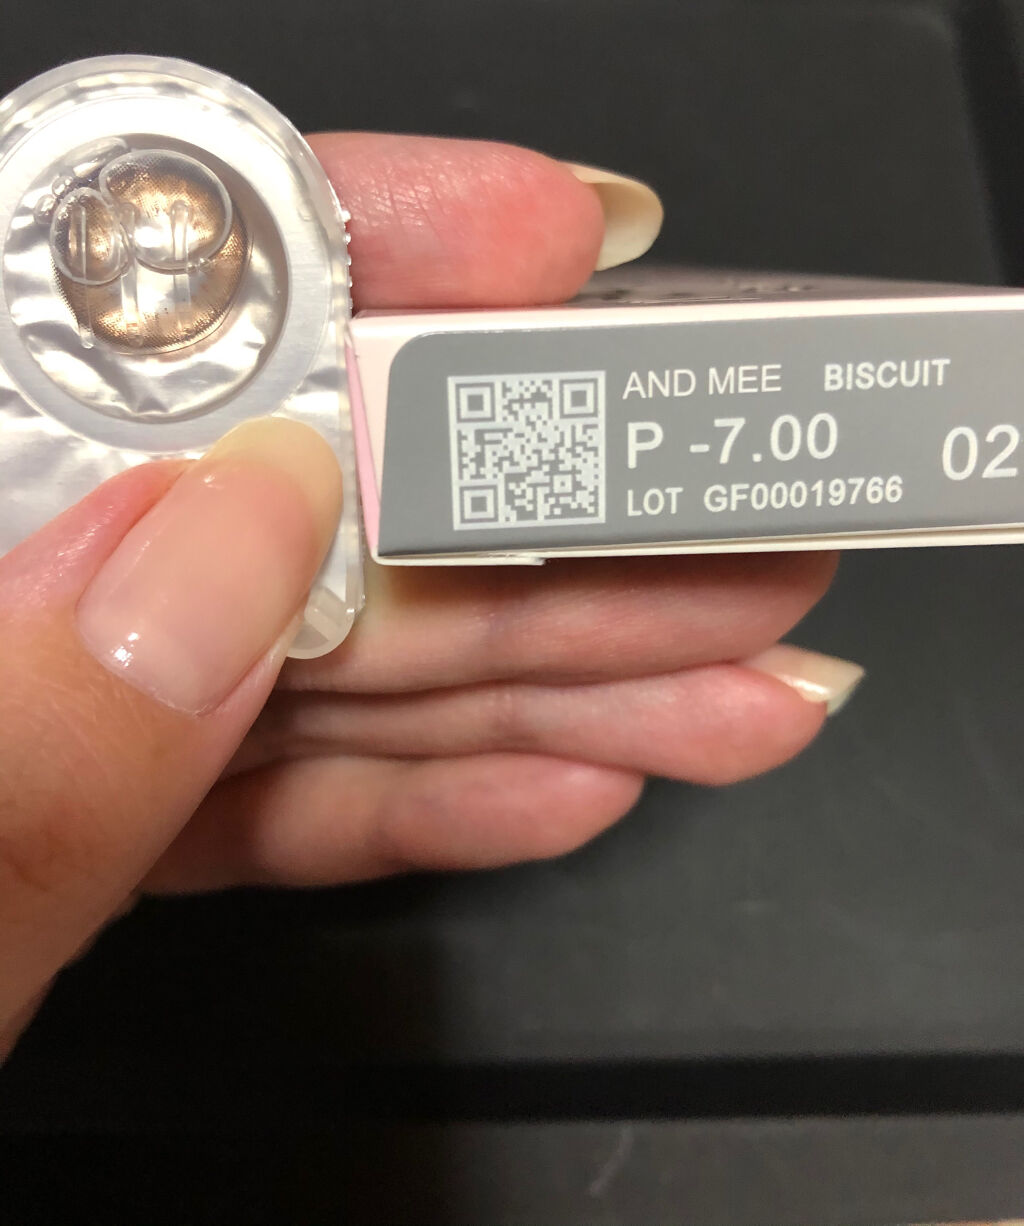 AND MEE BISCUIT
P -7.00
02
LOT GF00019766